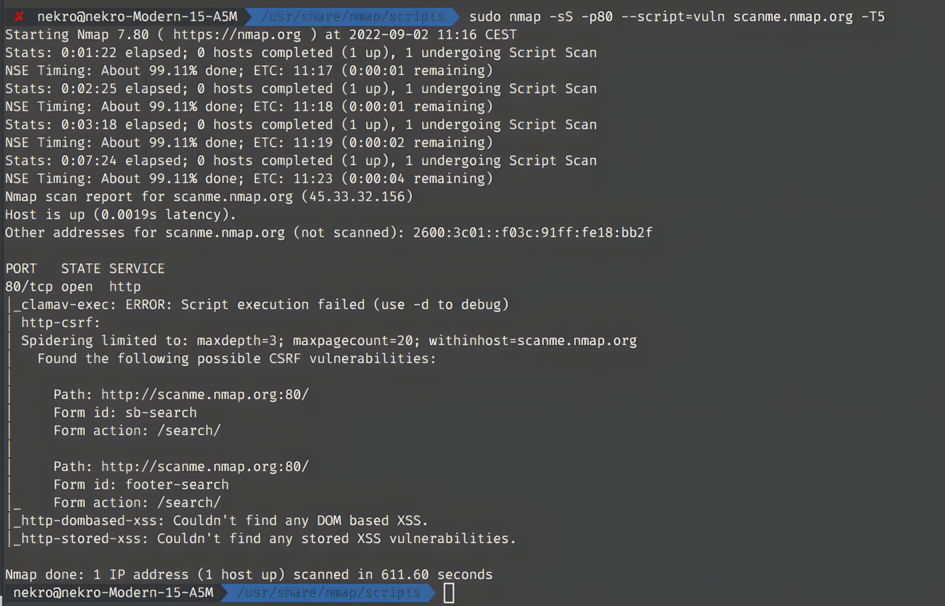 ✘ nekro@nekro-Modern-15-A5M /usr/share/nmap/scripts sudo nmap -sS -p80 --script=vuln scanme.nmap.org -T5
Starting Nmap 7.80 ( https://nmap.org ) at 2022-09-02 11:16 CEST
Stats: 0:01:22 elapsed; 0 hosts completed (1 up), 1 undergoing Script Scan
NSE Timing: About 99.11% done; ETC: 11:17 (0:00:01 remaining)
Stats: 0:02:25 elapsed; 0 hosts completed (1 up), 1 undergoing Script Scan
NSE Timing: About 99.11% done; ETC: 11:18 (0:00:01 remaining)
Stats: 0:03:18 elapsed; 0 hosts completed (1 up), 1 undergoing Script Scan
NSE Timing: About 99.11% done; ETC: 11:19 (0:00:02 remaining)
Stats: 0:07:24 elapsed; 0 hosts completed (1 up), 1 undergoing Script Scan
NSE Timing: About 99.11% done; ETC: 11:23 (0:00:04 remaining)
Nmap scan report for scanme.nmap.org (45.33.32.156)
Host is up (0.0019s latency).
Other addresses for scanme.nmap.org (not scanned): 2600:3c01::f03c:91ff:fe18:bb2f

PORT   STATE SERVICE
80/tcp open  http
|_clamav-exec: ERROR: Script execution failed (use -d to debug)
| http-csrf:
| Spidering limited to: maxdepth=3; maxpagecount=20; withinhost=scanme.nmap.org
|   Found the following possible CSRF vulnerabilities:
|
|     Path: http://scanme.nmap.org:80/
|     Form id: sb-search
|     Form action: /search/
|
|     Path: http://scanme.nmap.org:80/
|     Form id: footer-search
|_    Form action: /search/
|_http-dombased-xss: Couldn't find any DOM based XSS.
|_http-stored-xss: Couldn't find any stored XSS vulnerabilities.

Nmap done: 1 IP address (1 host up) scanned in 611.60 seconds
nekro@nekro-Modern-15-A5M /usr/share/nmap/scripts